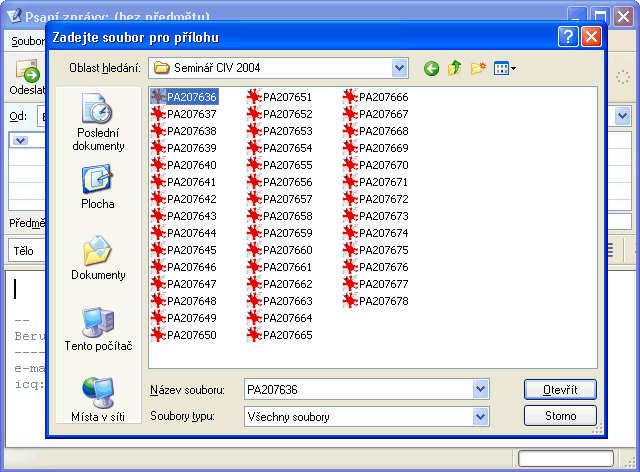 Psaní zprávy: (bez předmětu)
Zadejte soubor pro přílohu
Soubor
Oblast hledání:
Seminář CIV 2004
Odeslat
Od:
Předmě
Tělo
--
Beru
----
e-ma
icq:
Poslední
dokumenty
Plocha
Dokumenty
Tento počítač
Místa v síti
PA207636
PA207637
PA207638
PA207639
PA207640
PA207641
PA207642
PA207643
PA207644
PA207645
PA207646
PA207647
PA207648
PA207649
PA207650
PA207651
PA207652
PA207653
PA207654
PA207655
PA207656
PA207657
PA207658
PA207659
PA207660
PA207661
PA207662
PA207663
PA207664
PA207665
PA207666
PA207667
PA207668
PA207669
PA207670
PA207671
PA207672
PA207673
PA207674
PA207675
PA207676
PA207677
PA207678
Název souboru:
PA207636
Otevřít
Soubory typu:
Všechny soubory
Storno